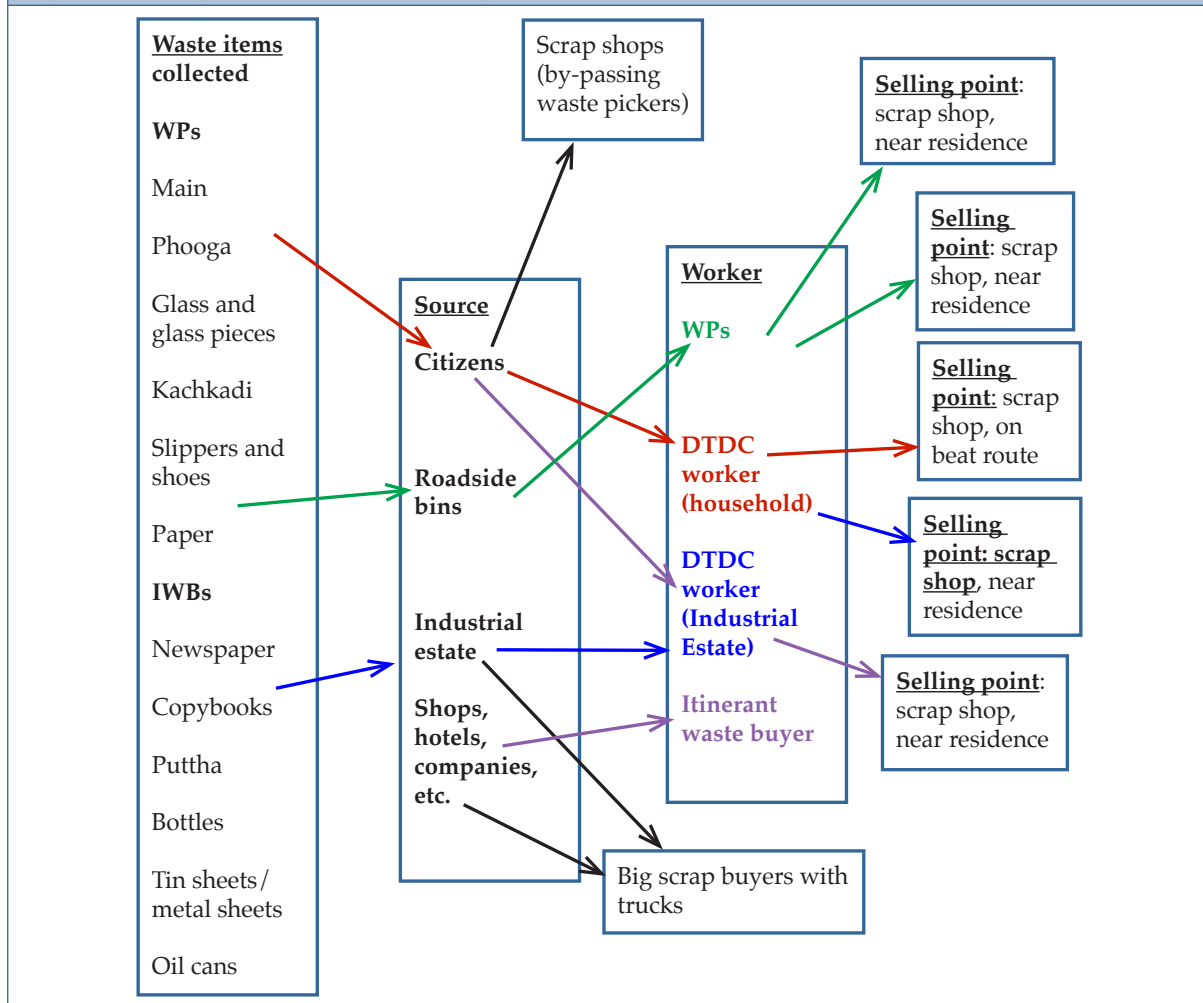 Waste items
collected
WPs
Main
Phooga
Glass and
glass pieces
Kachkadi
Slippers and
shoes
Paper
IWBs
Newspaper
Copybooks
Puttha
Bottles
Tin sheets/
metal sheets
Oil cans
Scrap shops
(by-passing
waste pickers)
Source
Citizens
Roadside
bins
Industrial
estate
Shops,
hotels,
companies,
etc.
Worker
WPs
DTDC
worker
(household)
DTDC
worker
(Industrial
Estate)
Itinerant
waste buyer
Big scrap buyers with
trucks
Selling point:
scrap shop,
near residence
Selling
point: scrap
shop, near
residence
Selling
point: scrap
shop, on
beat route
Selling
point: scrap
shop, near
residence
Selling point:
scrap shop,
near residence